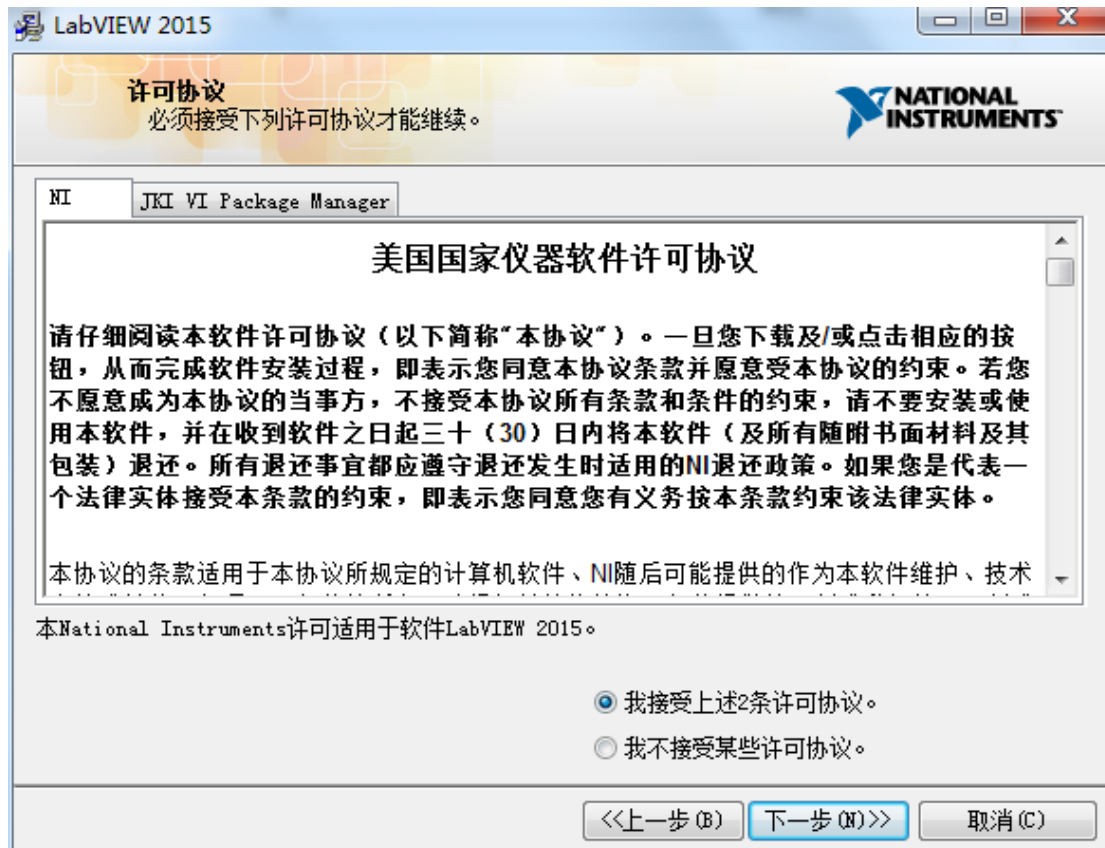 LabVIEW 2015
许可协议
必须接受下列许可协议才能继续。
NATIONAL
INSTRUMENTS
NI
JKI VI Package Manager
美国国家仪器软件许可协议
请仔细阅读本软件许可协议（以下简称“本协议“）。一旦您下载及/或点击相应的按
钮，从而完成软件安装过程，即表示您同意本协议条款并愿意受本协议的约束。若您
不愿意成为本协议的当事方，不接受本协议所有条款和条件的约束，请不要安装或使
用本软件，并在收到软件之日起三十（30）日内将本软件（及所有随附书面材料及其
包装）退还。所有退还事宜都应遵守退还发生时适用的NI退还政策。如果您是代表一
个法律实体接受本条款的约束，即表示您同意您有义务按本条款约束该法律实体。
本协议的条款适用于本协议所规定的计算机软件、NI随后可能提供的作为本软件维护、技术
本National Instruments许可适用于软件LabVIEW 2015。
我接受上述2条许可协议。
我不接受某些许可协议。
<<上一步(B)
下一步(N)>>
取消(C)